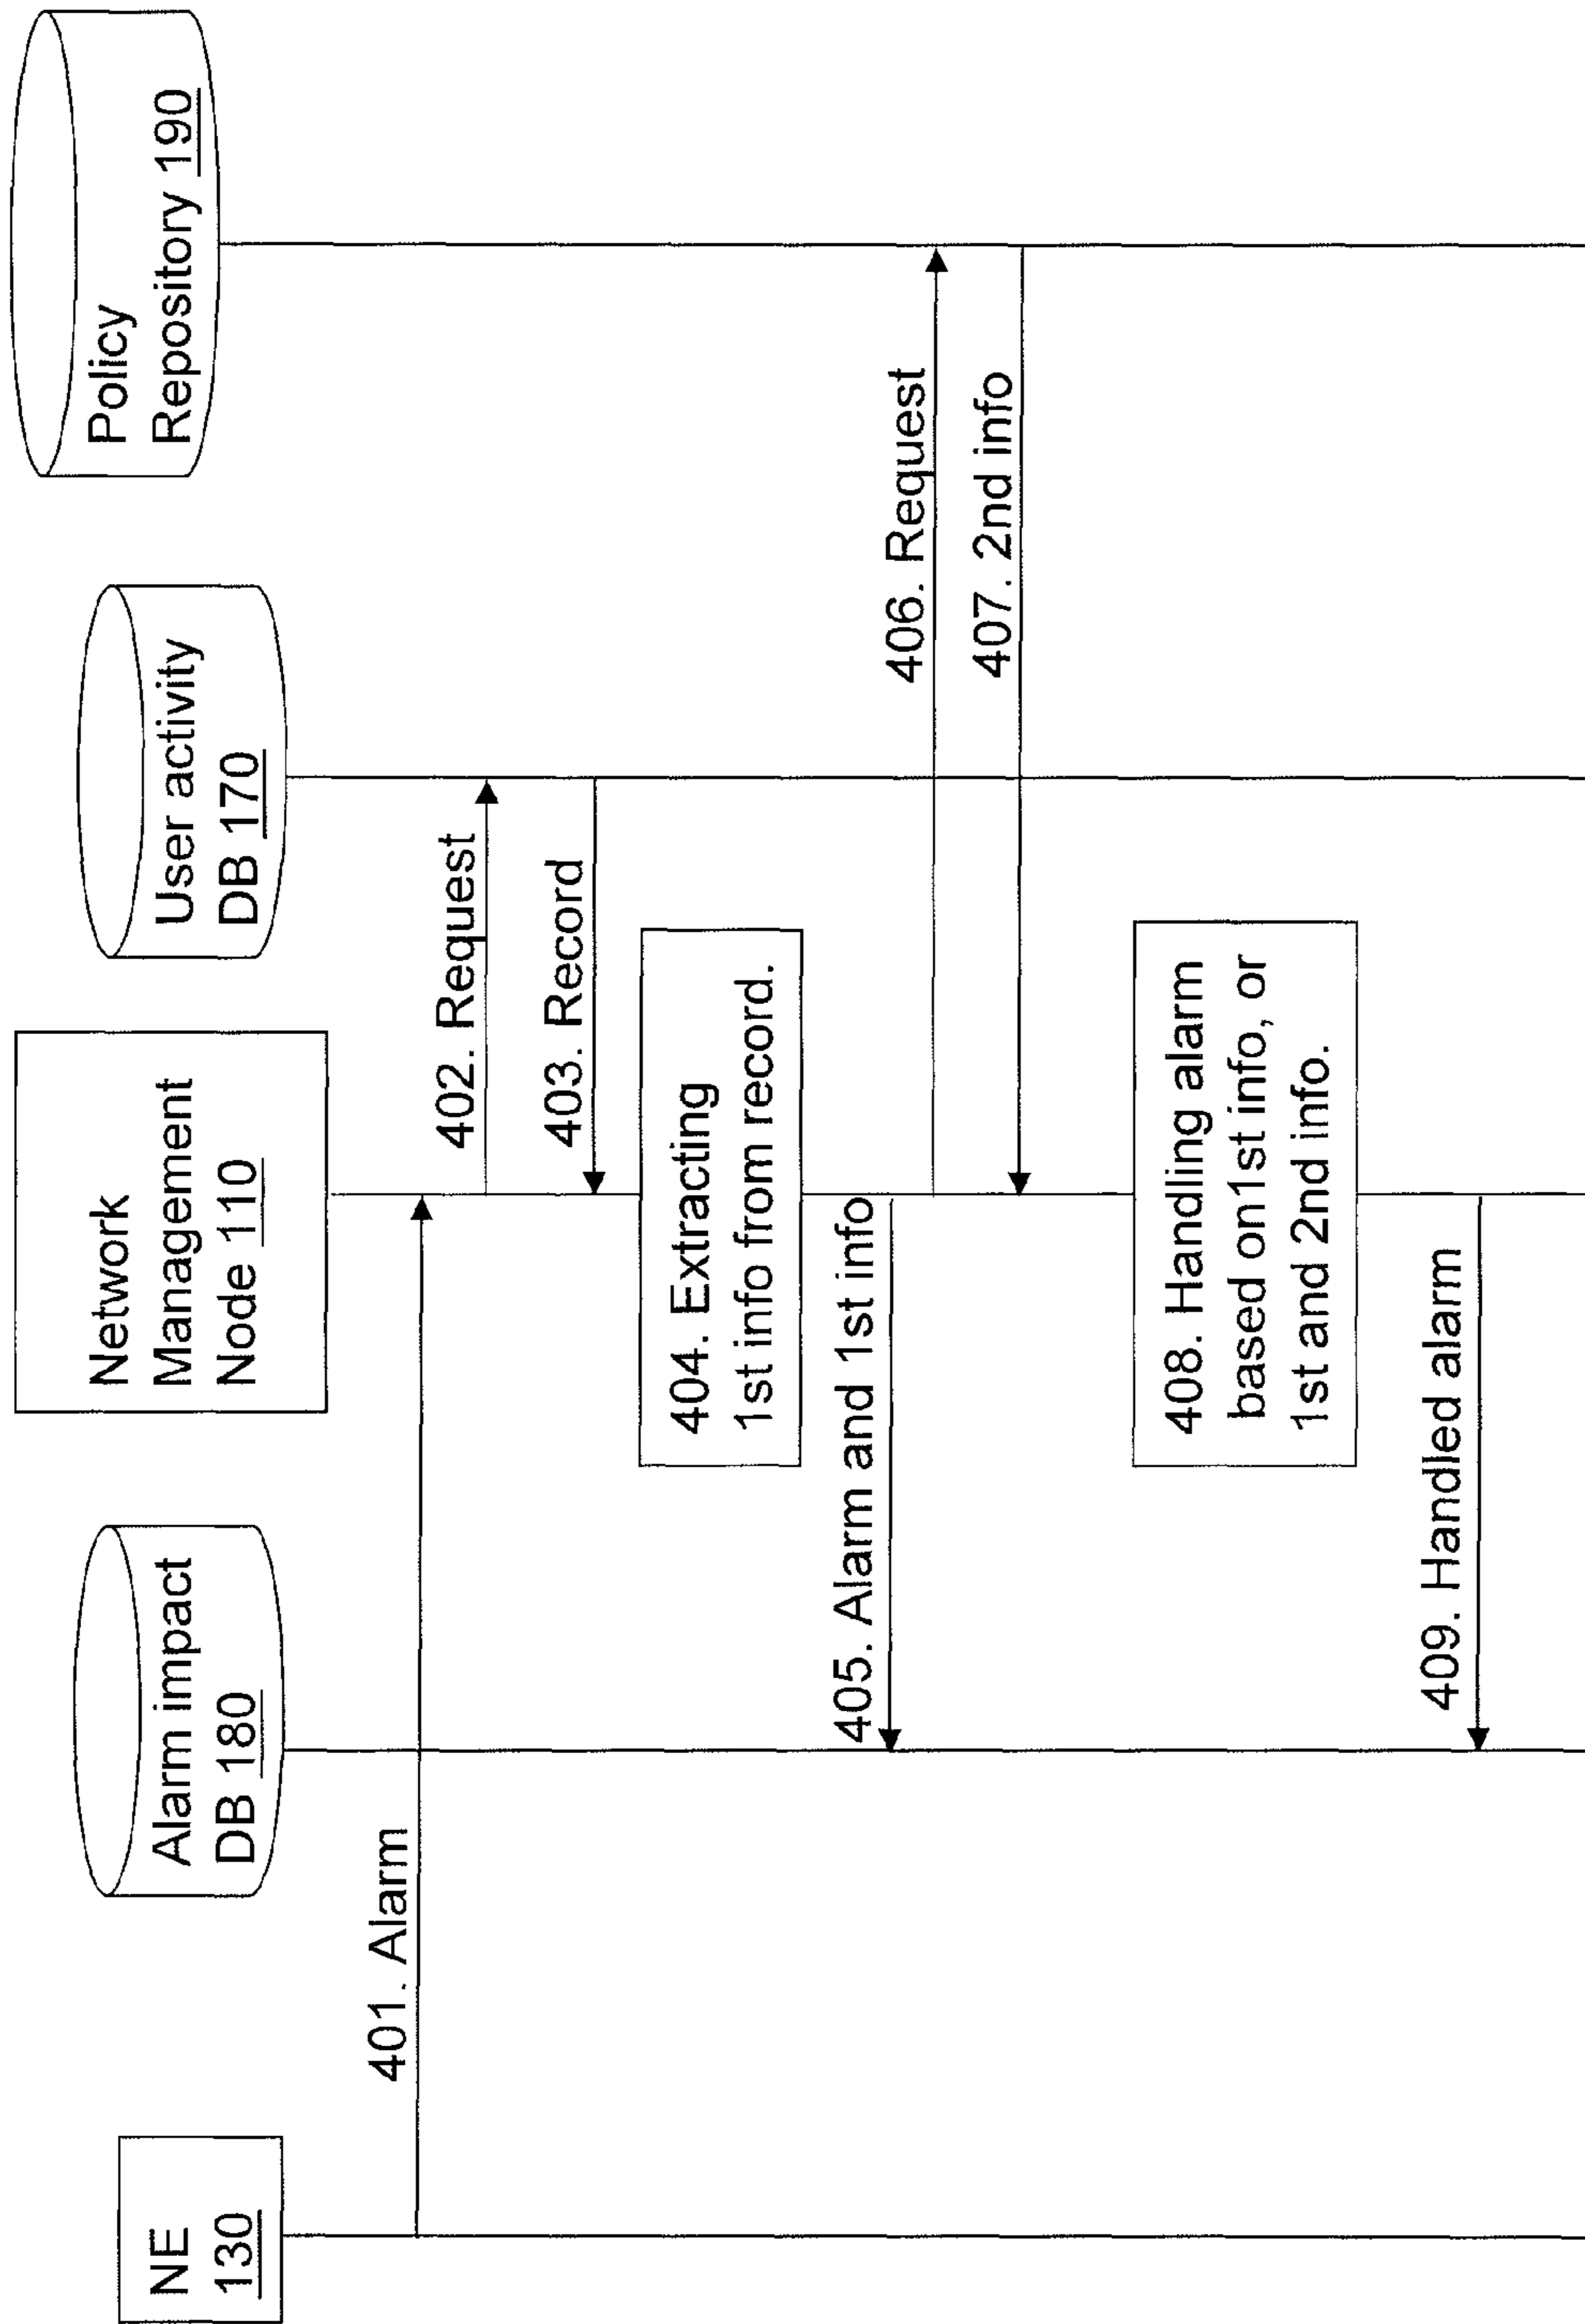 NE
130
Alarm impact
DB 180
Network
Management
Node 110
User activity
DB 170
Policy
Repository 190
401. Alarm
402. Request
403. Record
404. Extracting
1st info from record.
405. Alarm and 1st info
406. Request
407. 2nd info
408. Handling alarm
based on1st info, or
1st and 2nd info.
409. Handled alarm